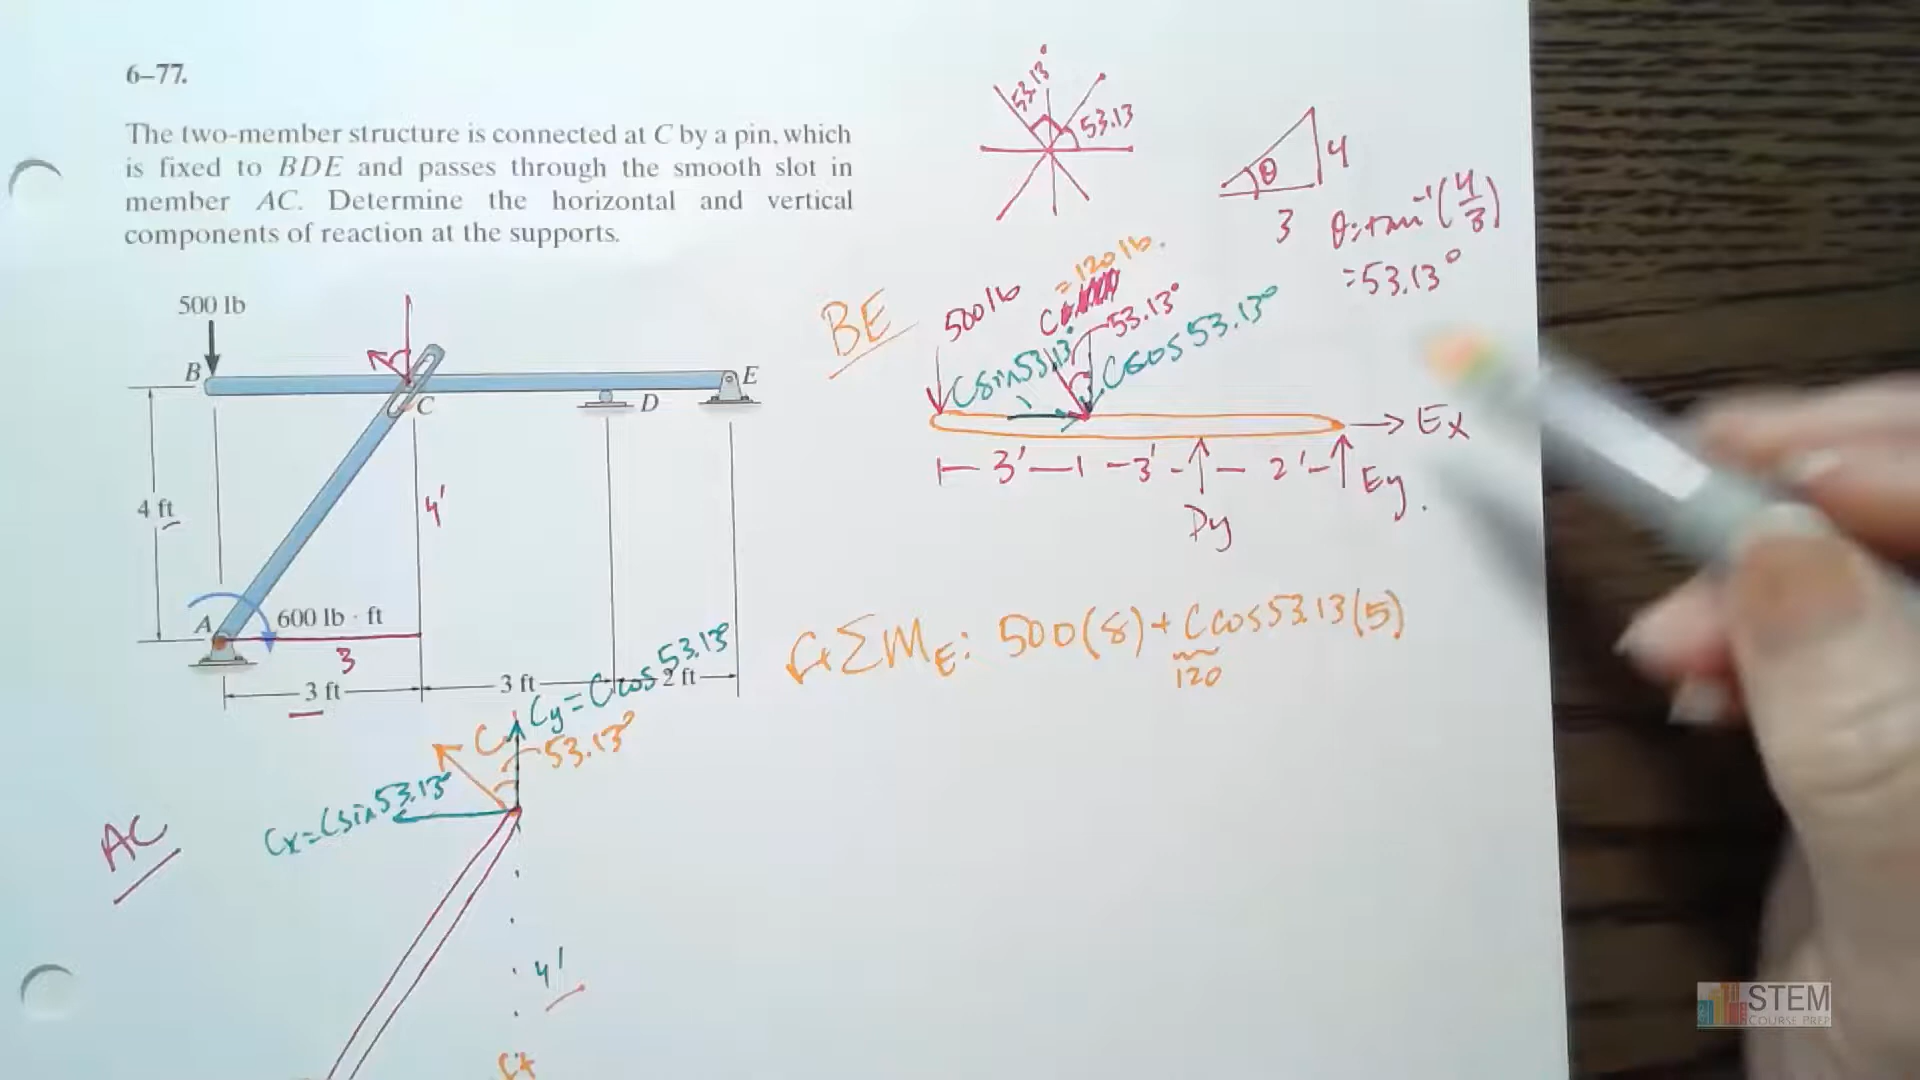 6–77.
The two-member structure is connected at C by a pin, which
is fixed to BDE and passes through the smooth slot in
member AC. Determine the horizontal and vertical
components of reaction at the supports.
500 lb
B
C
D
E
4 ft
4'
A
600 lb · ft
3
3 ft
3 ft
2 ft
53.13°
53.13
θ
4
3
θ = tan⁻¹(4/3)
= 53.13°
BE
500 lb
= 120 lb.
C
53.13°
C sin 53.13°
C cos 53.13°
Ex
3'
3'
2'
Dy
Ey
↺+ ΣM_E: 500(8) + C cos 53.13(5)
120
AC
C
Cy = C cos 53.13°
53.13°
Cx = C sin 53.13°
4'
STEM
COURSE PREP